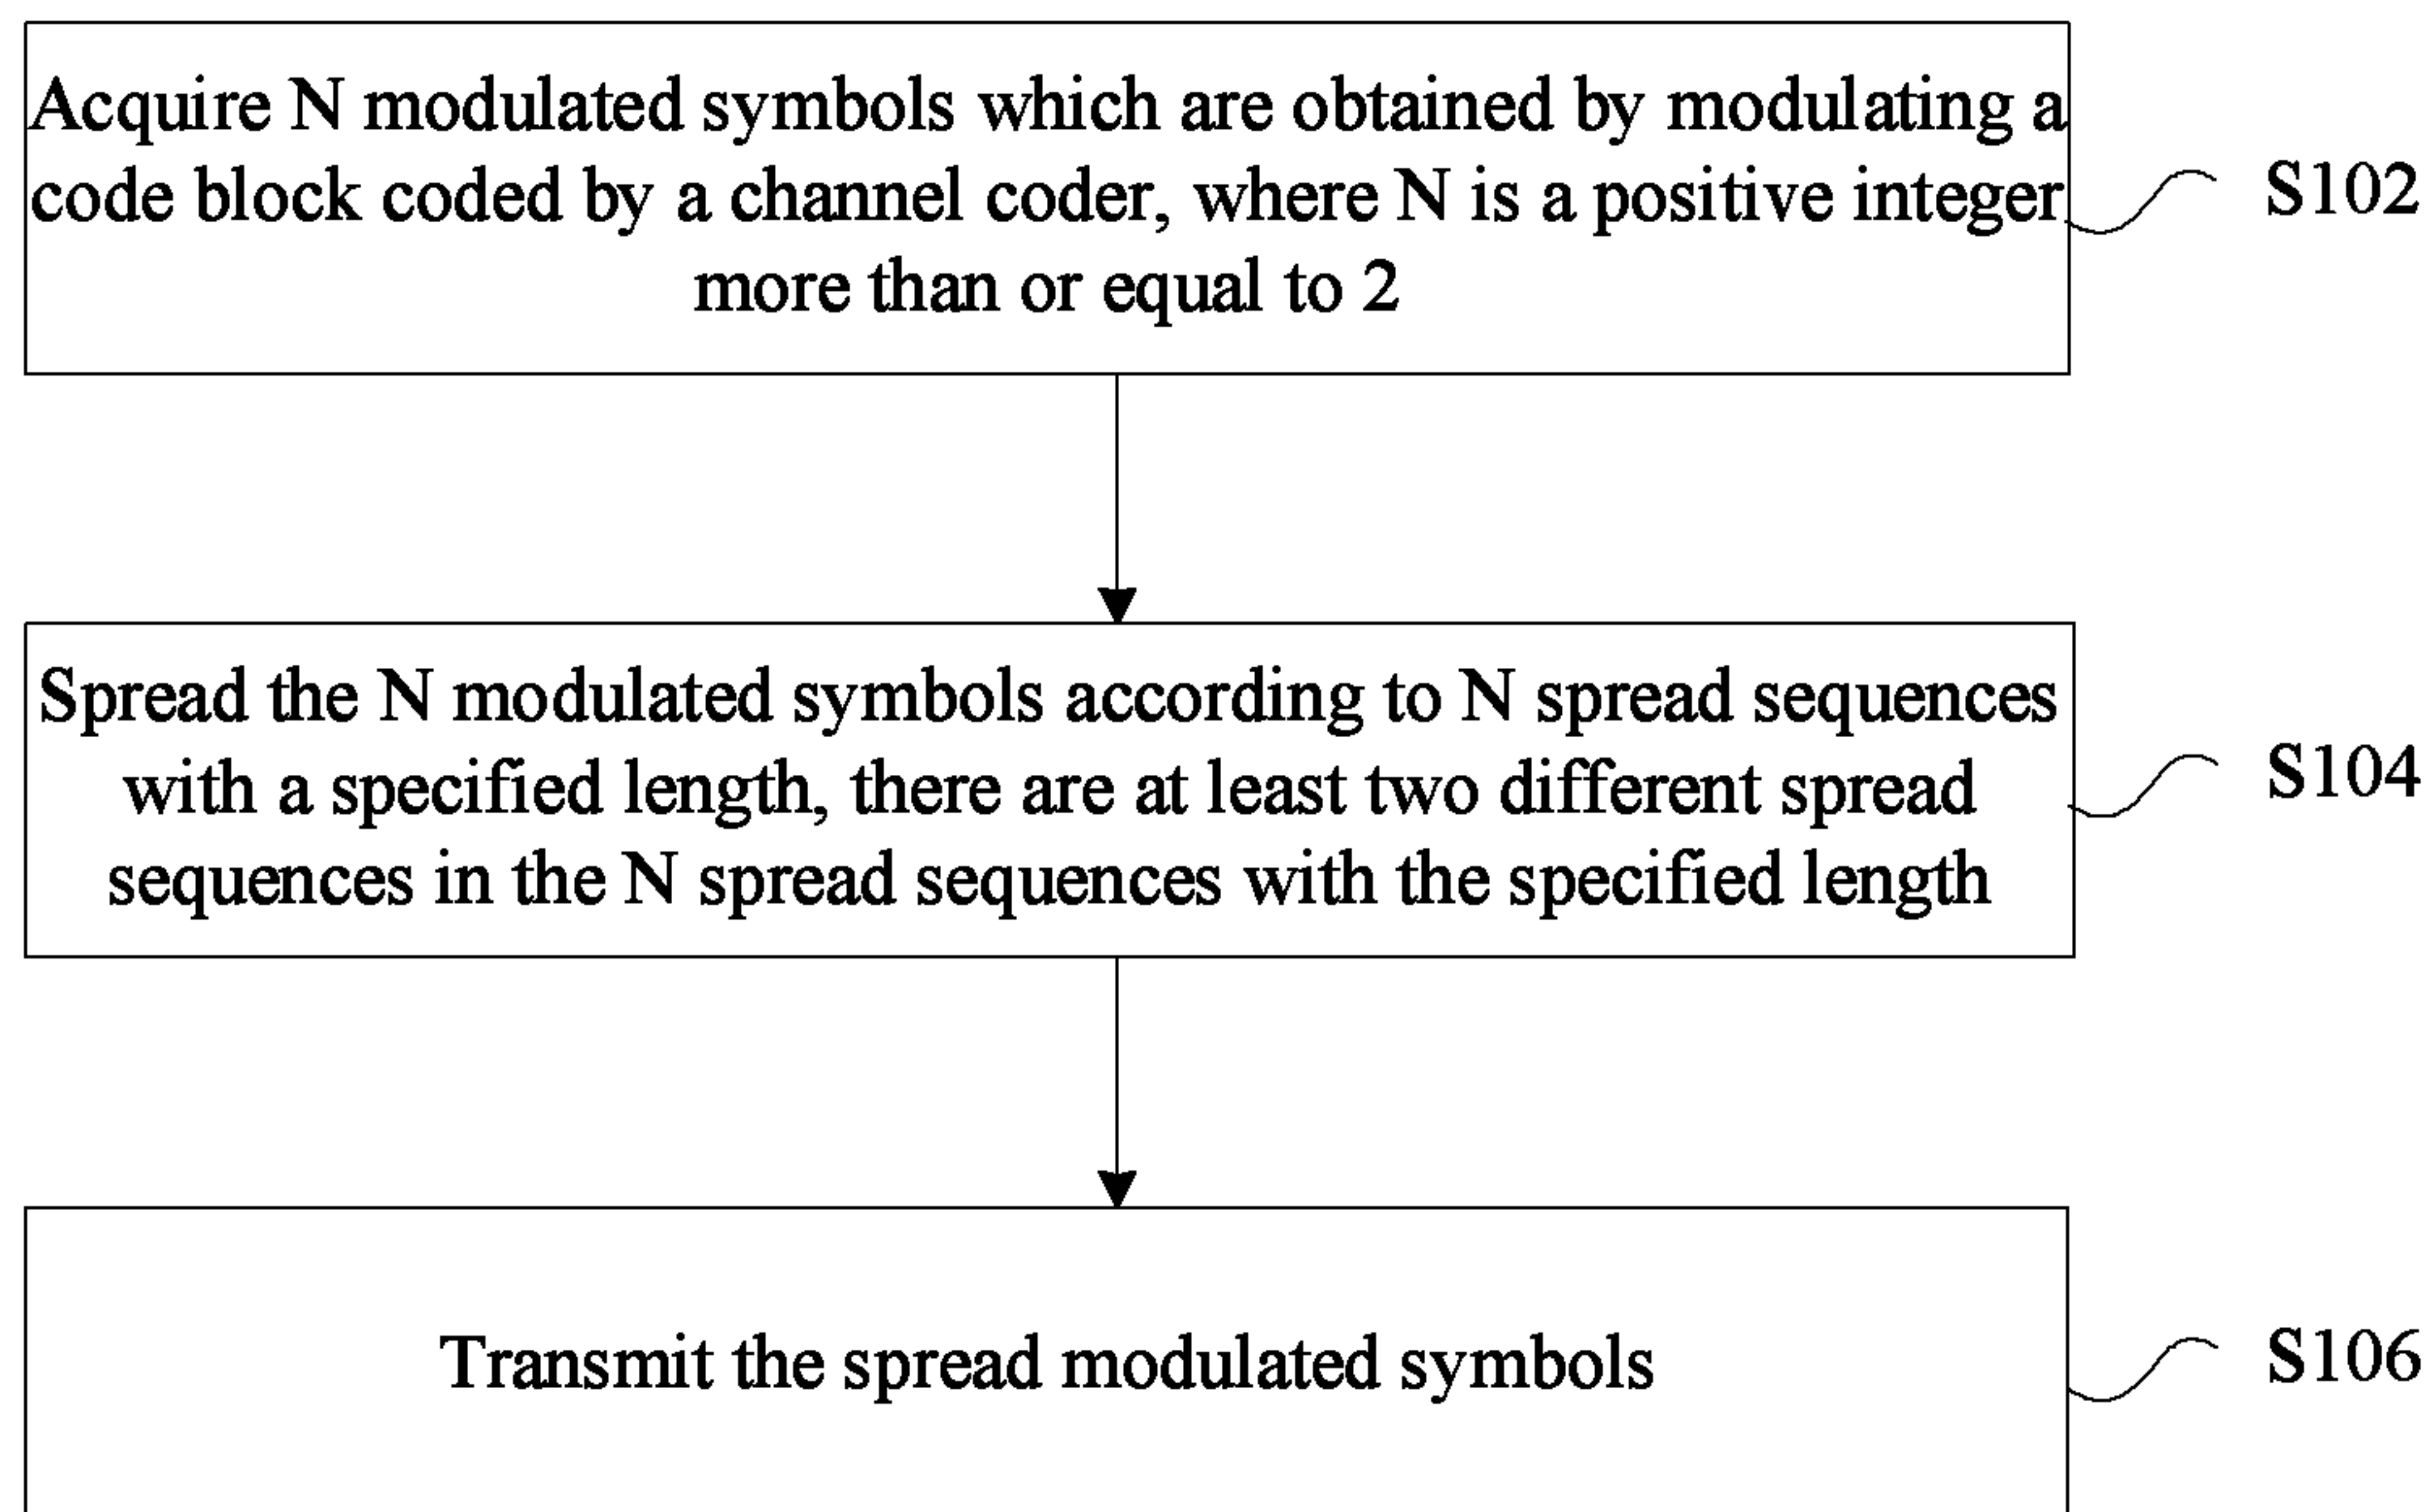 Acquire N modulated symbols which are obtained by modulating a
code block coded by a channel coder, where N is a positive integer
more than or equal to 2
S102
Spread the N modulated symbols according to N spread sequences
with a specified length, there are at least two different spread
sequences in the N spread sequences with the specified length
S104
Transmit the spread modulated symbols
S106